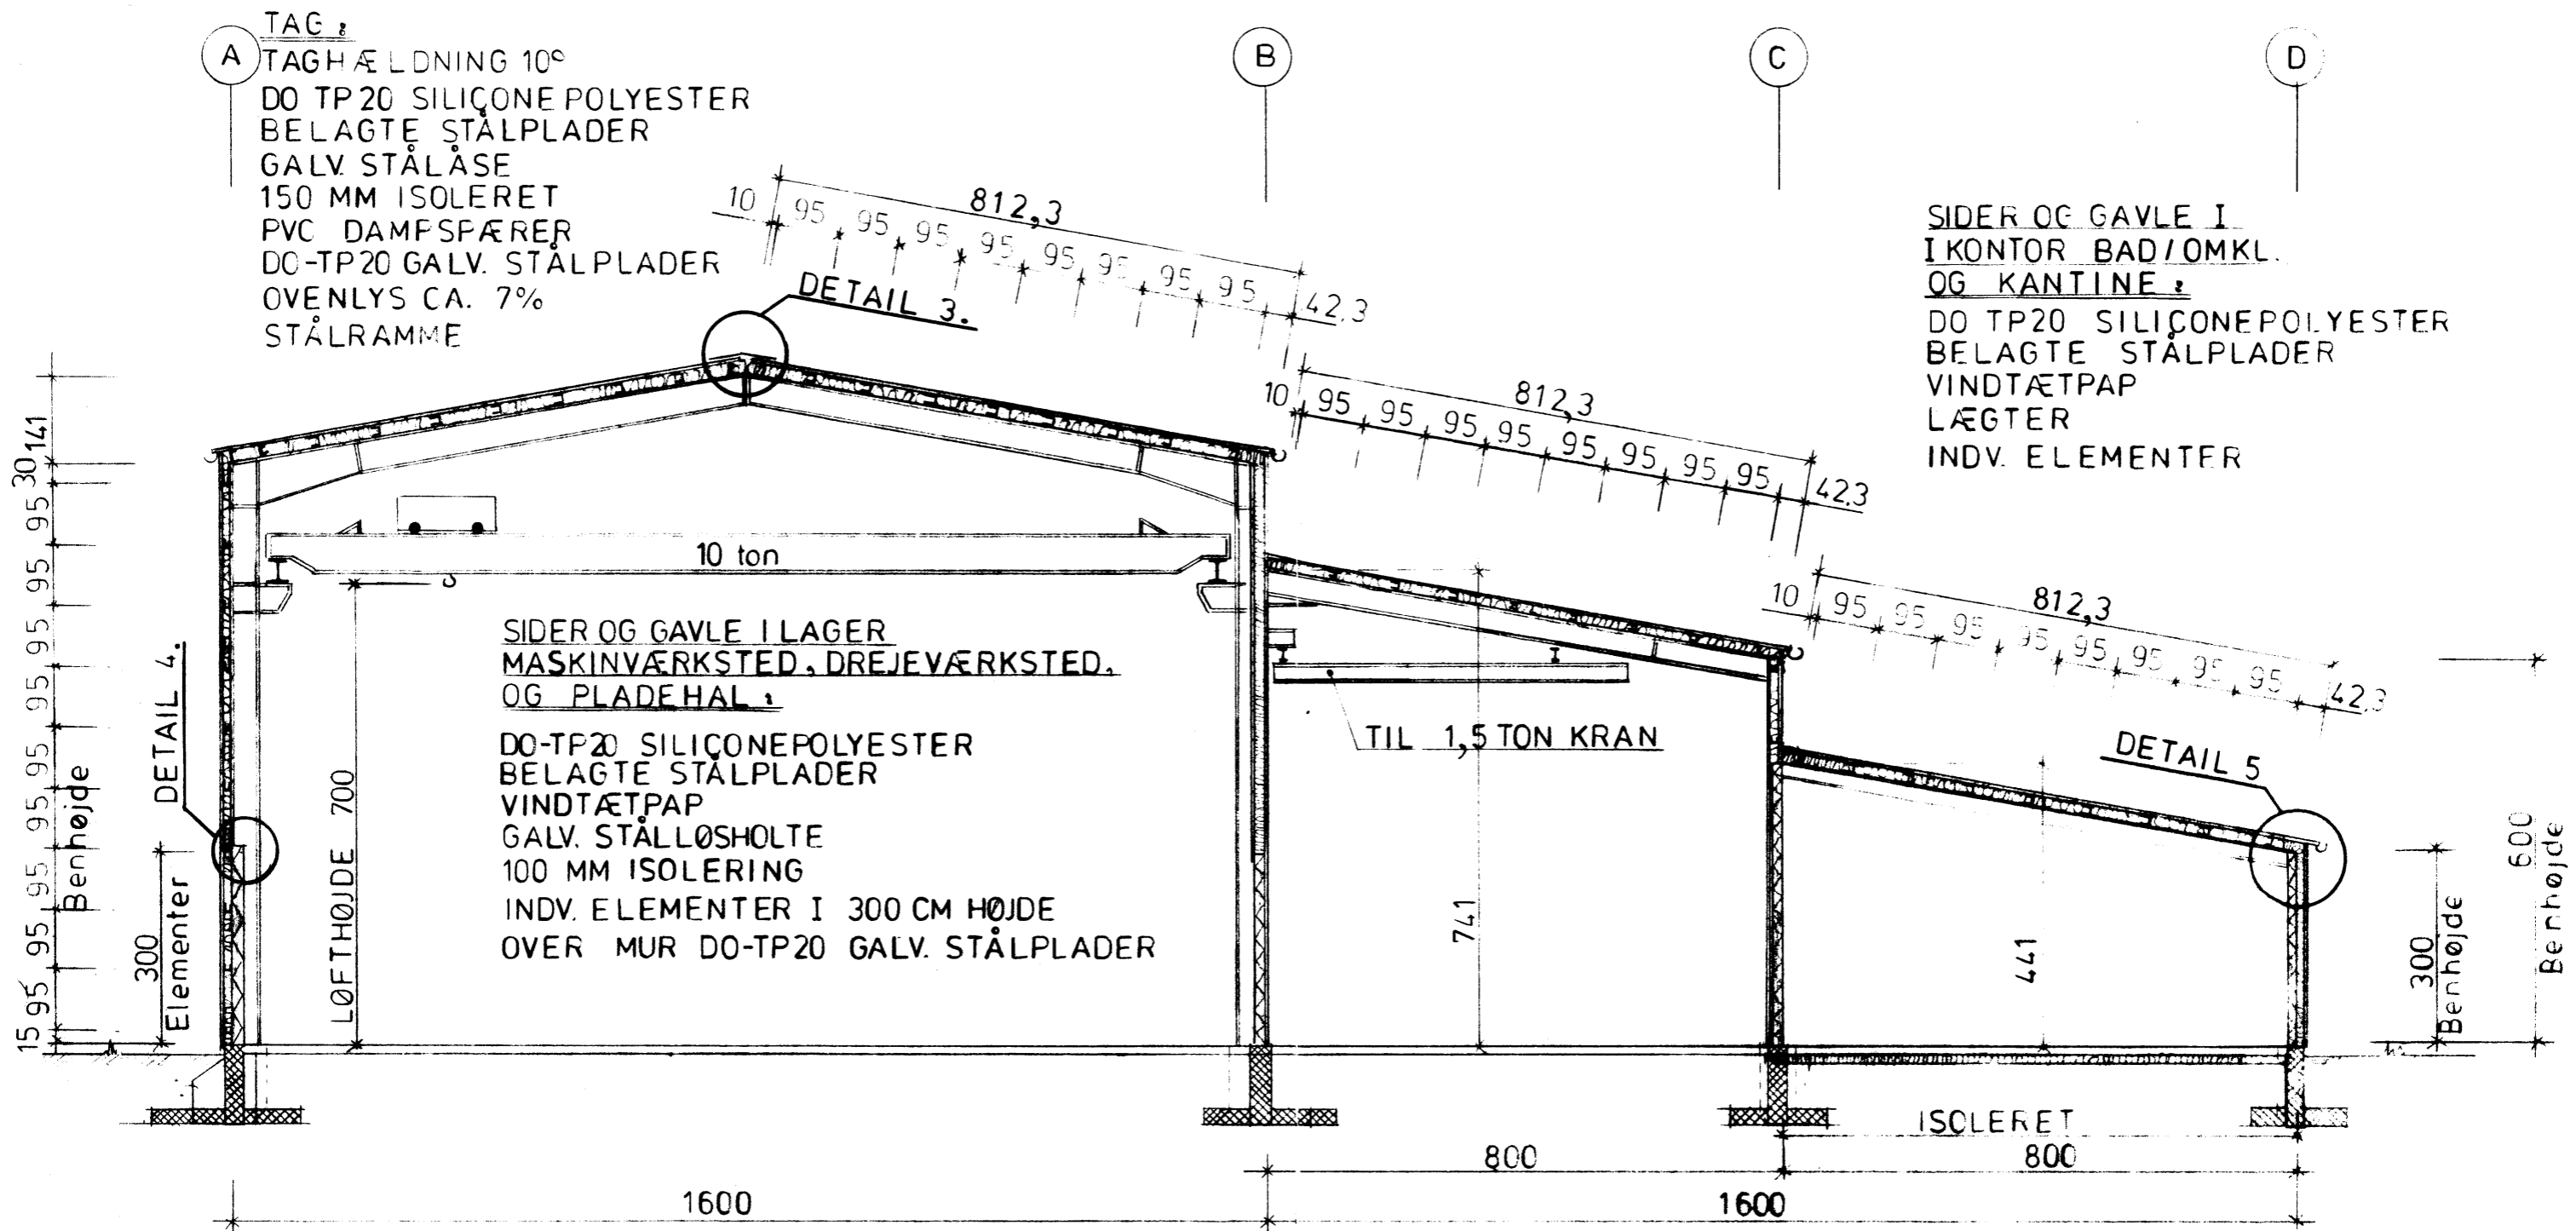 TAG:
TAGHÆLDNING 10°
DO TP20 SILICONEPOLYESTER
BELAGTE STÅLPLADER
GALV. STÅLÅSE
150 MM ISOLERET
PVC DAMPSPÆRER
DO-TP20 GALV. STÅLPLADER
OVENLYS CA. 7%
STÅLRAMME
A
B
C
D
812,3
10 95 95 95 95 95 95 95 95 42,3
DETAIL 3.
812,3
10 95 95 95 95 95 95 95 95 42,3
812,3
10 95 95 95 95 95 95 95 95 42,3
SIDER OG GAVLE I
I KONTOR BAD/OMKL.
OG KANTINE:
DO TP20 SILICONEPOLYESTER
BELAGTE STÅLPLADER
VINDTÆTPAP
LÆGTER
INDV. ELEMENTER
141
30
95
95
95
95
95
95
95
95
95
15
Benhøjde
DETAIL 4.
300
Elementer
LØFTHØJDE 700
10 ton
SIDER OG GAVLE I LAGER
MASKINVÆRKSTED, DREJEVÆRKSTED,
OG PLADEHAL:
DO-TP20 SILICONEPOLYESTER
BELAGTE STÅLPLADER
VINDTÆTPAP
GALV. STÅLLØSHOLTE
100 MM ISOLERING
INDV. ELEMENTER I 300 CM HØJDE
OVER MUR DO-TP20 GALV. STÅLPLADER
TIL 1,5 TON KRAN
741
DETAIL 5
441
300
Benhøjde
600
Benhøjde
ISOLERET
800
800
1600
1600